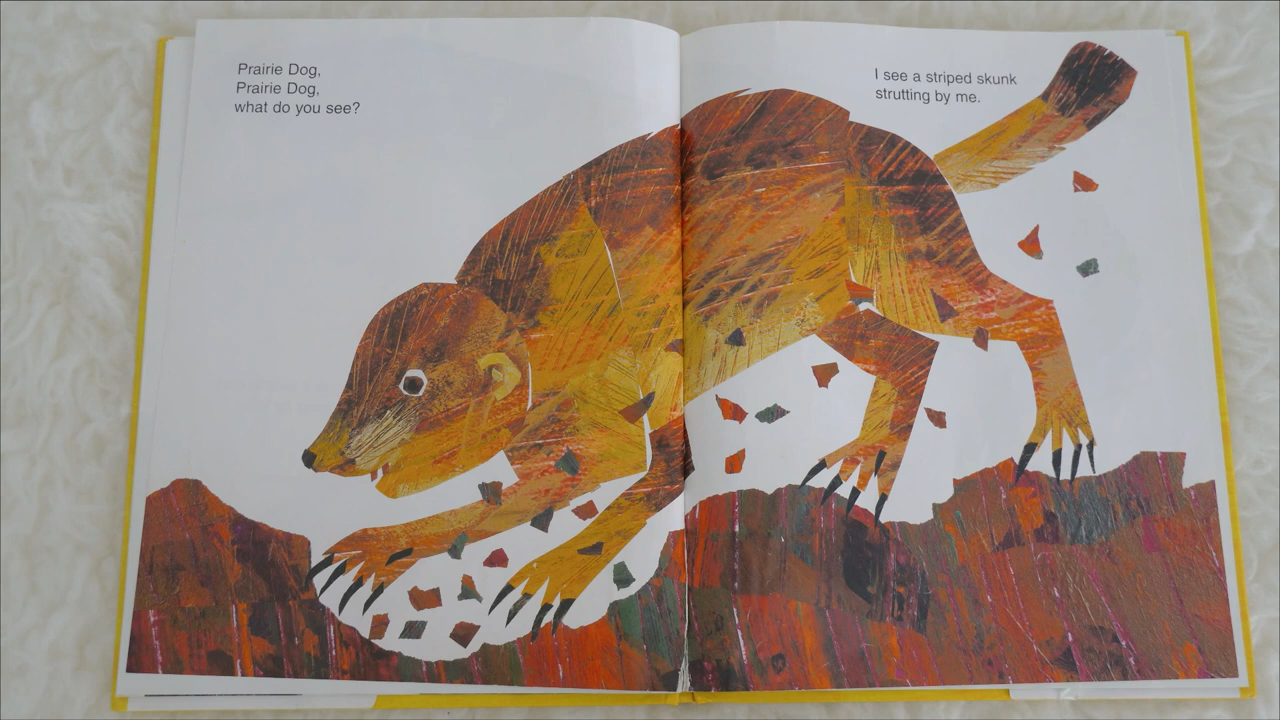 Prairie Dog,
Prairie Dog,
what do you see?
I see a striped skunk
strutting by me.